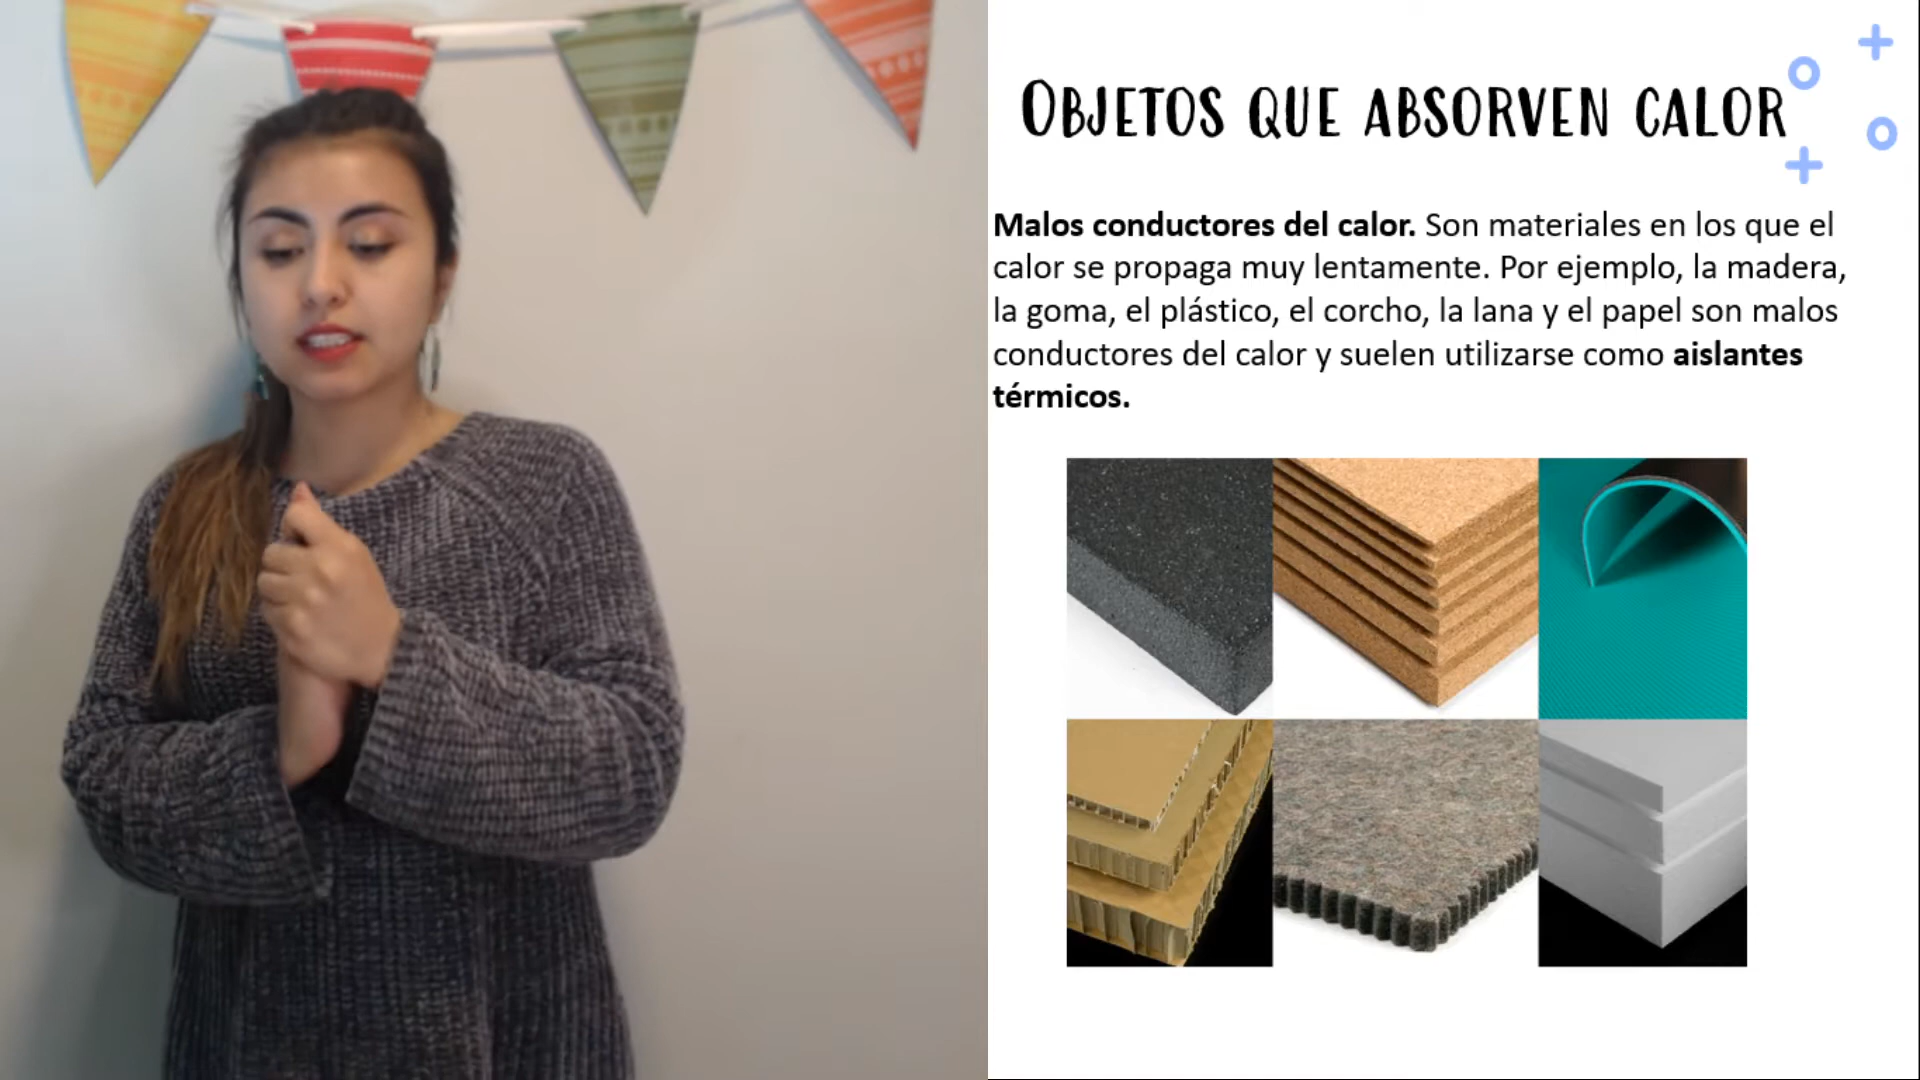 OBJETOS QUE ABSORVEN CALOR
Malos conductores del calor. Son materiales en los que el
calor se propaga muy lentamente. Por ejemplo, la madera,
la goma, el plástico, el corcho, la lana y el papel son malos
conductores del calor y suelen utilizarse como aislantes
térmicos.